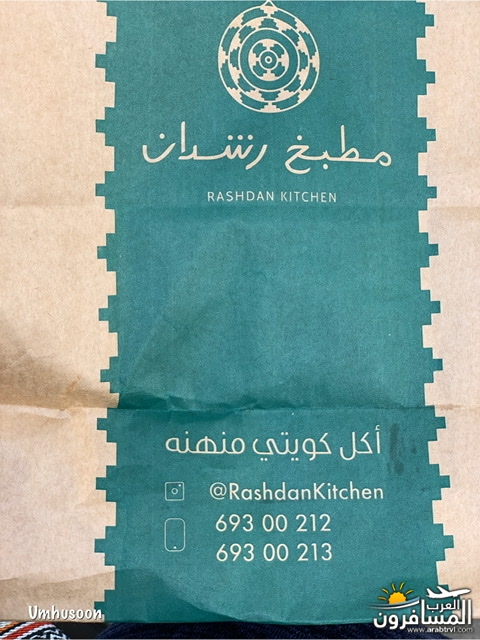 مطبخ رشدان
RASHDAN KITCHEN
أكل كويتي منهنه
@RashdanKitchen
693 00 212
693 00 213
Umhusoon
العرب
المسافرون
www.arabtrvl.com